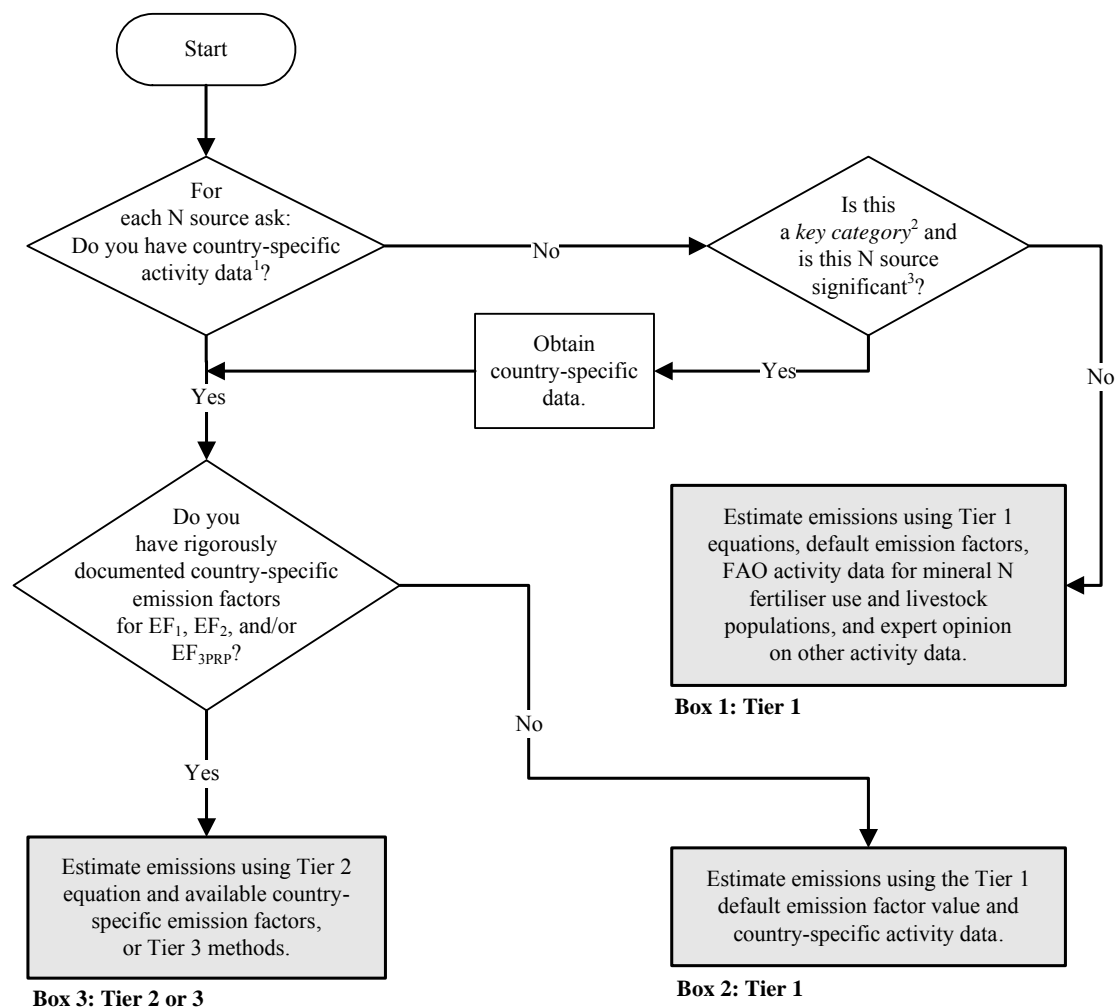 Start
For
each N source ask:
Do you have country-specific
activity data¹?
No
Is this
a key category² and
is this N source
significant³?
Obtain
country-specific
data.
Yes
No
Yes
Do you
have rigorously
documented country-specific
emission factors
for EF₁, EF₂, and/or
EF₃PRP?
Estimate emissions using Tier 1
equations, default emission factors,
FAO activity data for mineral N
fertiliser use and livestock
populations, and expert opinion
on other activity data.
Box 1: Tier 1
No
Yes
Estimate emissions using Tier 2
equation and available country-
specific emission factors,
or Tier 3 methods.
Box 3: Tier 2 or 3
Estimate emissions using the Tier 1
default emission factor value and
country-specific activity data.
Box 2: Tier 1